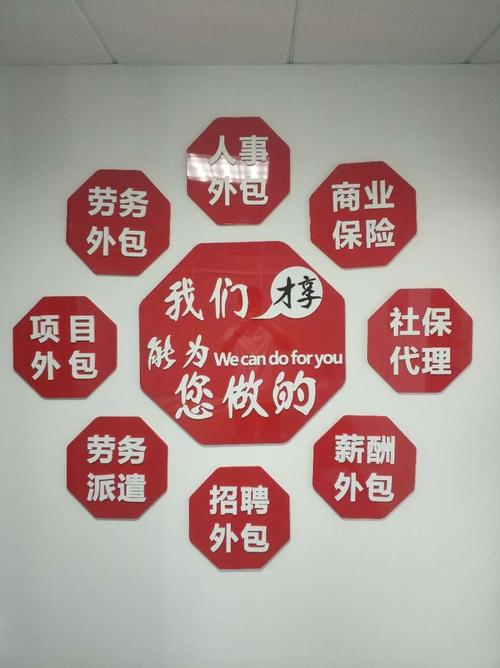 人事
外包
商业
保险
社保
代理
薪酬
外包
招聘
外包
劳务
派遣
项目
外包
劳务
外包
我们
才享
能为 We can do for you
您做的